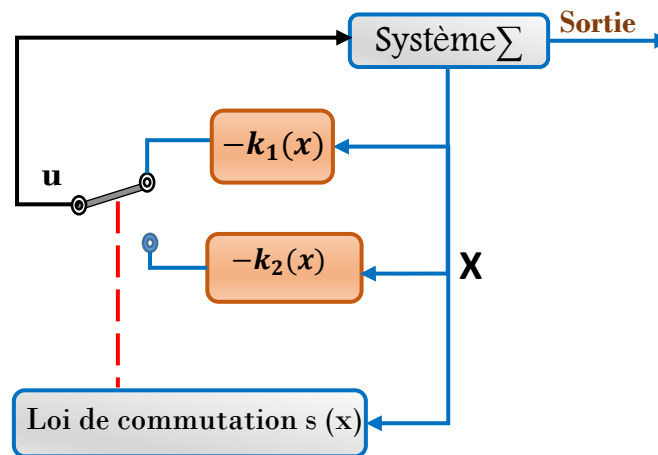 Système∑
Sortie
−k₁(x)
u
−k₂(x)
X
Loi de commutation s (x)